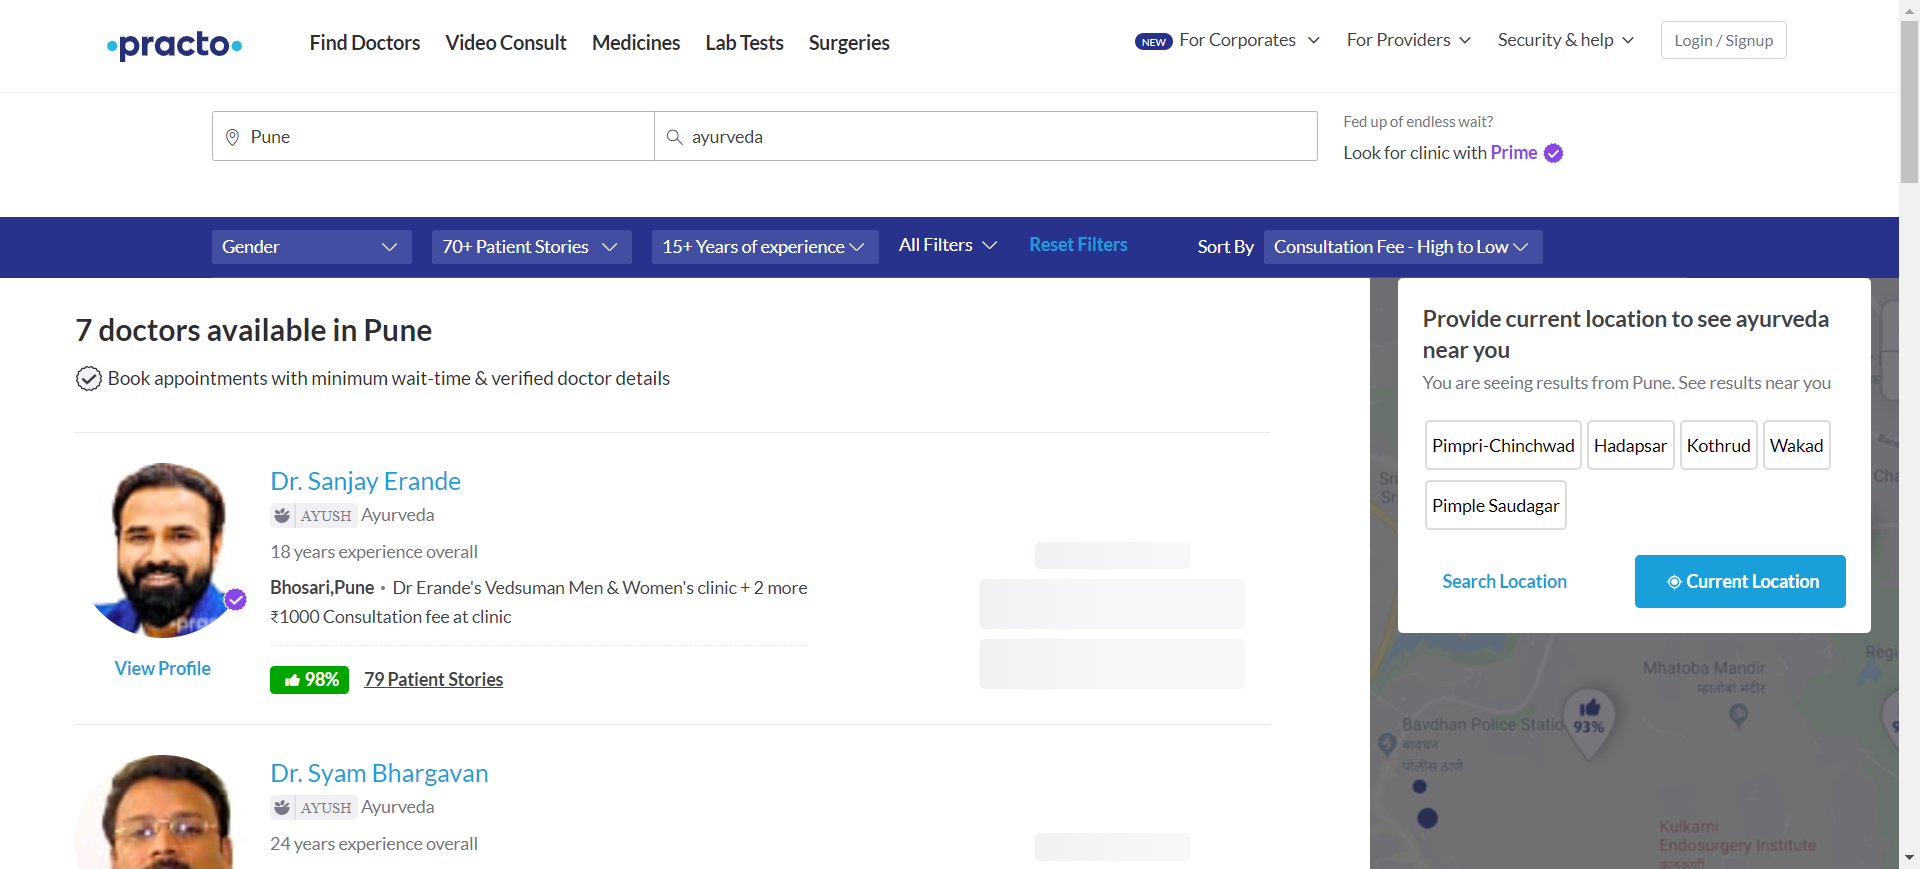 practo
Find Doctors
Video Consult
Medicines
Lab Tests
Surgeries
NEW For Corporates
For Providers
Security & help
Login / Signup
Pune
ayurveda
Fed up of endless wait?
Look for clinic with Prime
Gender
70+ Patient Stories
15+ Years of experience
All Filters
Reset Filters
Sort By
Consultation Fee - High to Low
7 doctors available in Pune
Book appointments with minimum wait-time & verified doctor details
Dr. Sanjay Erande
AYUSH Ayurveda
18 years experience overall
Bhosari,Pune • Dr Erande's Vedsuman Men & Women's clinic + 2 more
₹1000 Consultation fee at clinic
View Profile
98% 79 Patient Stories
Dr. Syam Bhargavan
AYUSH Ayurveda
24 years experience overall
Provide current location to see ayurveda
near you
You are seeing results from Pune. See results near you
Pimpri-Chinchwad
Hadapsar
Kothrud
Wakad
Pimple Saudagar
Search Location
Current Location
Mhatoba Mandir
म्हातोबा मंदीर
93%
Bavdhan Police Statio
बावधन
पोलीस ठाणे
Kulkarni
Endosurgery Institute